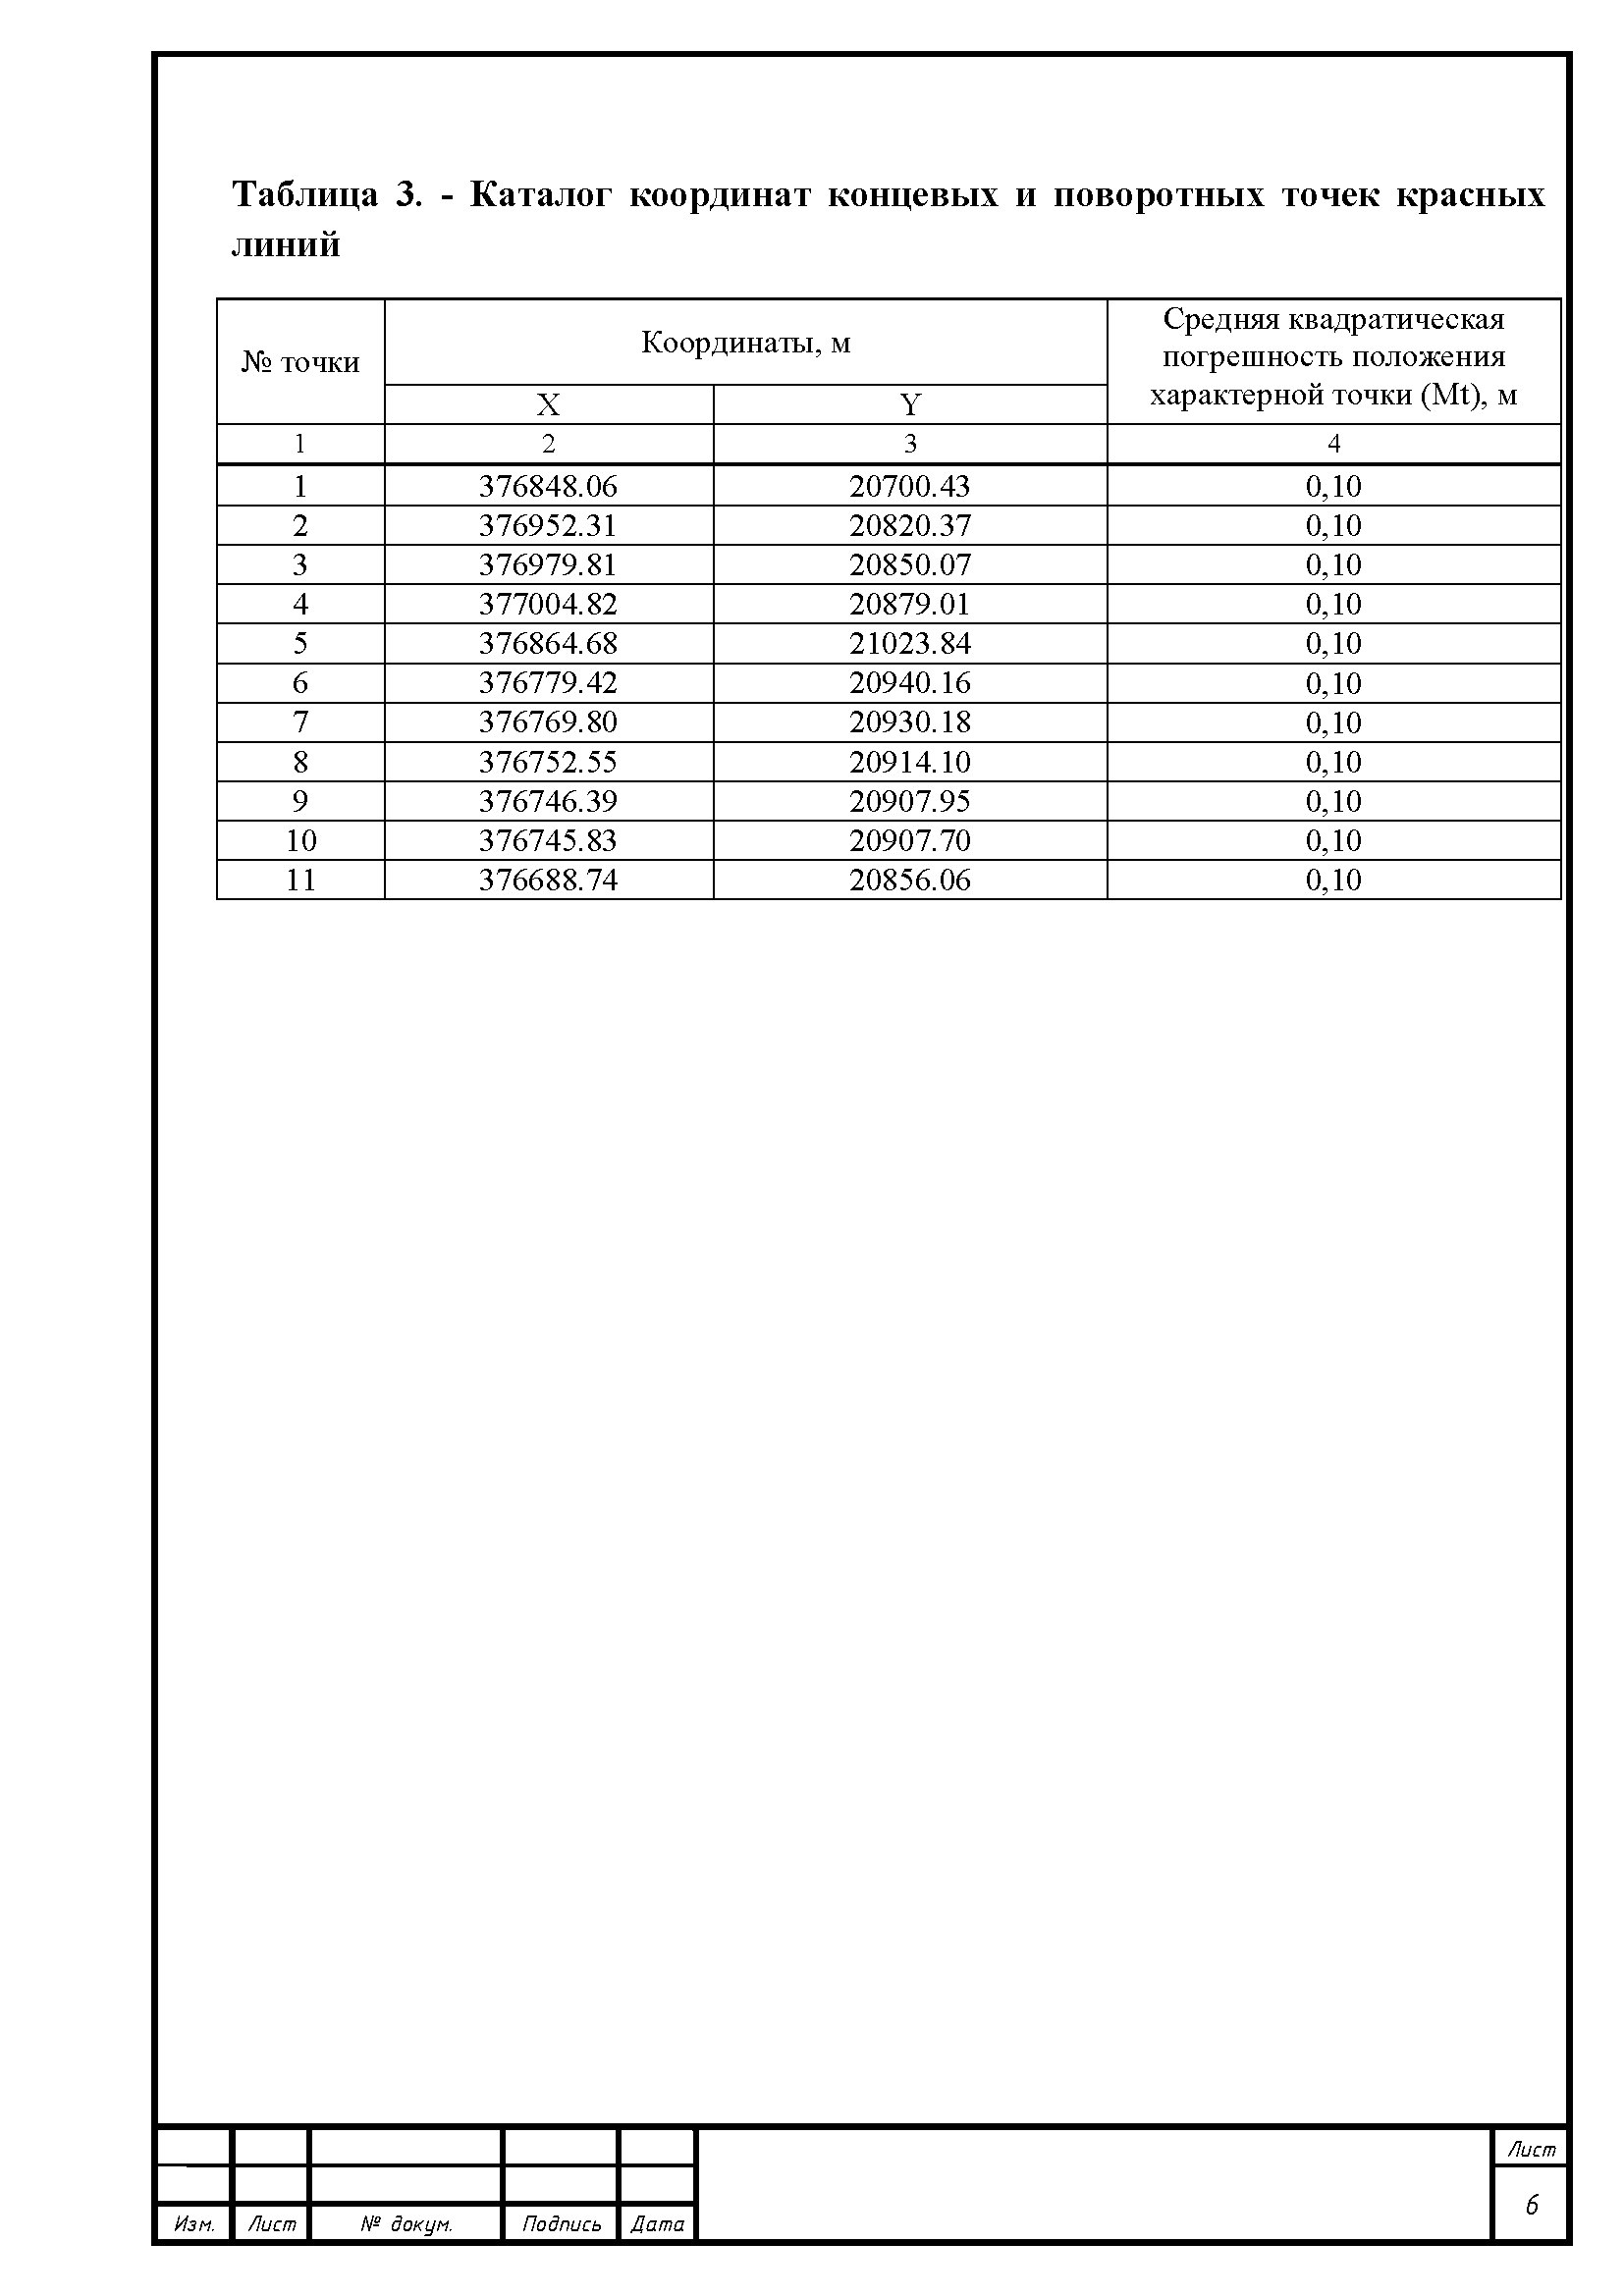 Таблица 3. - Каталог координат концевых и поворотных точек красных
линий
№ точки
Координаты, м
Средняя квадратическая
погрешность положения
характерной точки (Mt), м
X Y
1 2 3 4
1 376848.06 20700.43 0,10
2 376952.31 20820.37 0,10
3 376979.81 20850.07 0,10
4 377004.82 20879.01 0,10
5 376864.68 21023.84 0,10
6 376779.42 20940.16 0,10
7 376769.80 20930.18 0,10
8 376752.55 20914.10 0,10
9 376746.39 20907.95 0,10
10 376745.83 20907.70 0,10
11 376688.74 20856.06 0,10
Лист
6
Изм. Лист № докум. Подпись Дата